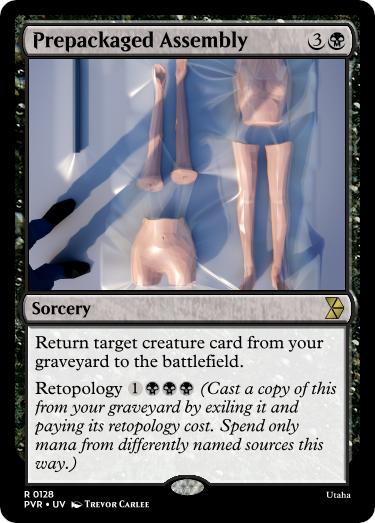 Prepackaged Assembly 3
Sorcery
Return target creature card from your
graveyard to the battlefield.
Retopology 1 (Cast a copy of this
from your graveyard by exiling it and
paying its retopology cost. Spend only
mana from differently named sources this
way.)
R 0128
Utaha
PVR • UV TREVOR CARLEE